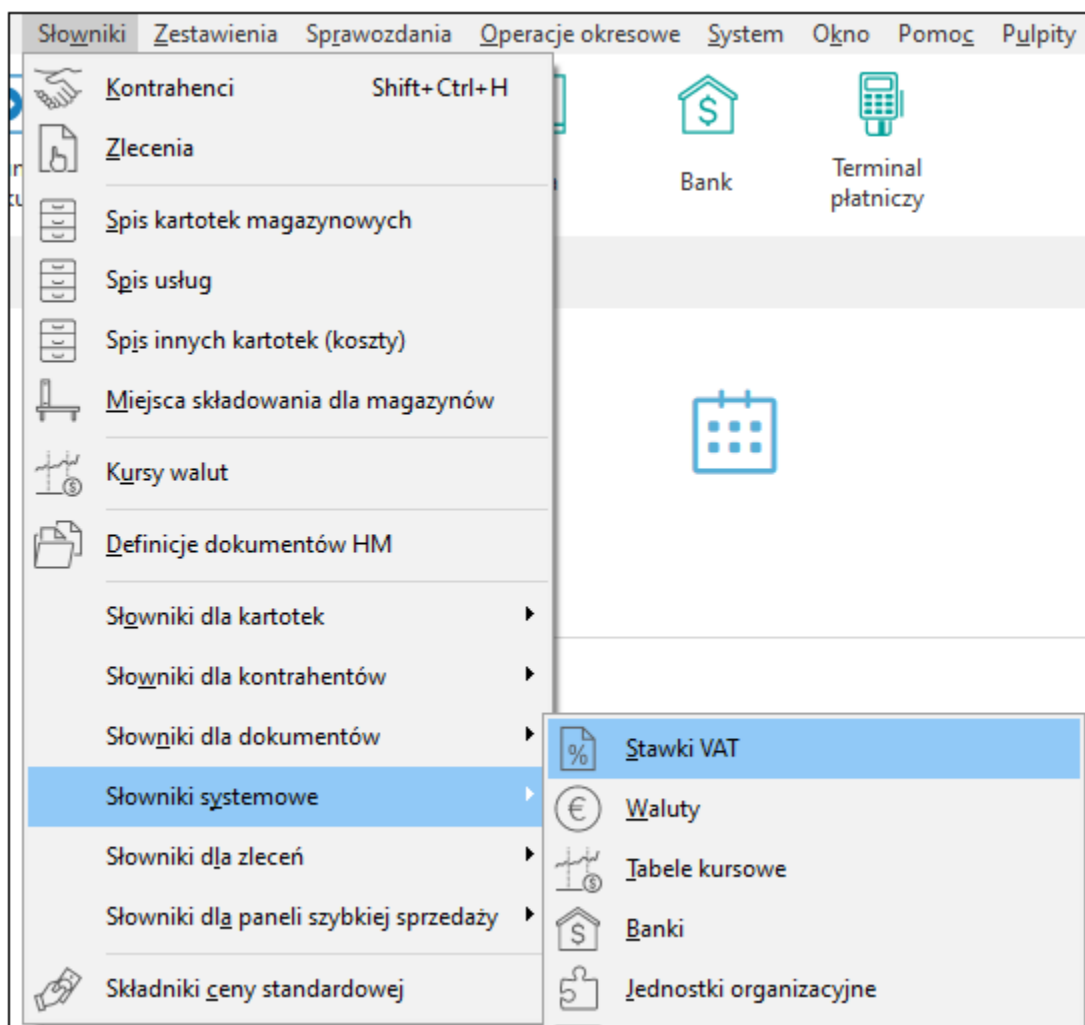 Słowniki Zestawienia Sprawozdania Operacje okresowe System Okno Pomoc Pulpity
Kontrahenci Shift+Ctrl+H
Zlecenia
Spis kartotek magazynowych
Spis usług
Spis innych kartotek (koszty)
Miejsca składowania dla magazynów
Kursy walut
Definicje dokumentów HM
Słowniki dla kartotek
Słowniki dla kontrahentów
Słowniki dla dokumentów
Słowniki systemowe
Słowniki dla zleceń
Słowniki dla paneli szybkiej sprzedaży
Składniki ceny standardowej
Bank
Terminal
płatniczy
Stawki VAT
Waluty
Tabele kursowe
Banki
Jednostki organizacyjne